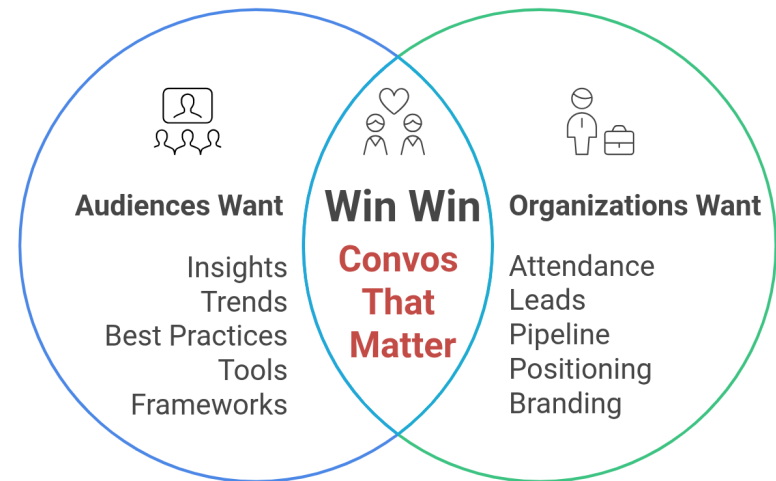 Audiences Want
Insights
Trends
Best Practices
Tools
Frameworks
Win Win
Convos
That
Matter
Organizations Want
Attendance
Leads
Pipeline
Positioning
Branding